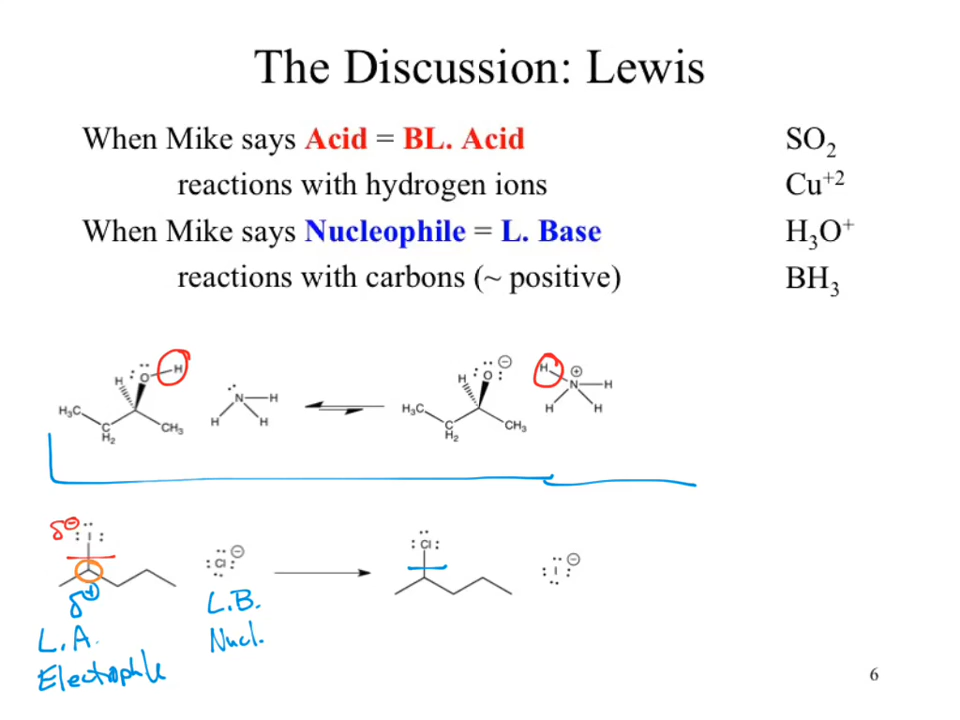 The Discussion: Lewis
When Mike says Acid = BL. Acid
SO2
reactions with hydrogen ions
Cu+2
When Mike says Nucleophile = L. Base
H3O+
reactions with carbons (~ positive)
BH3
H :O: H
H3C C H2 CH3
N H H H
H :O: ⊖
H3C C H2 CH3
H N ⊕ H H H
δ⊖ :I:
:Cl: ⊖
:Cl:
:I: ⊖
δ+
L.A.
Electrophile
L.B.
Nucl.
6